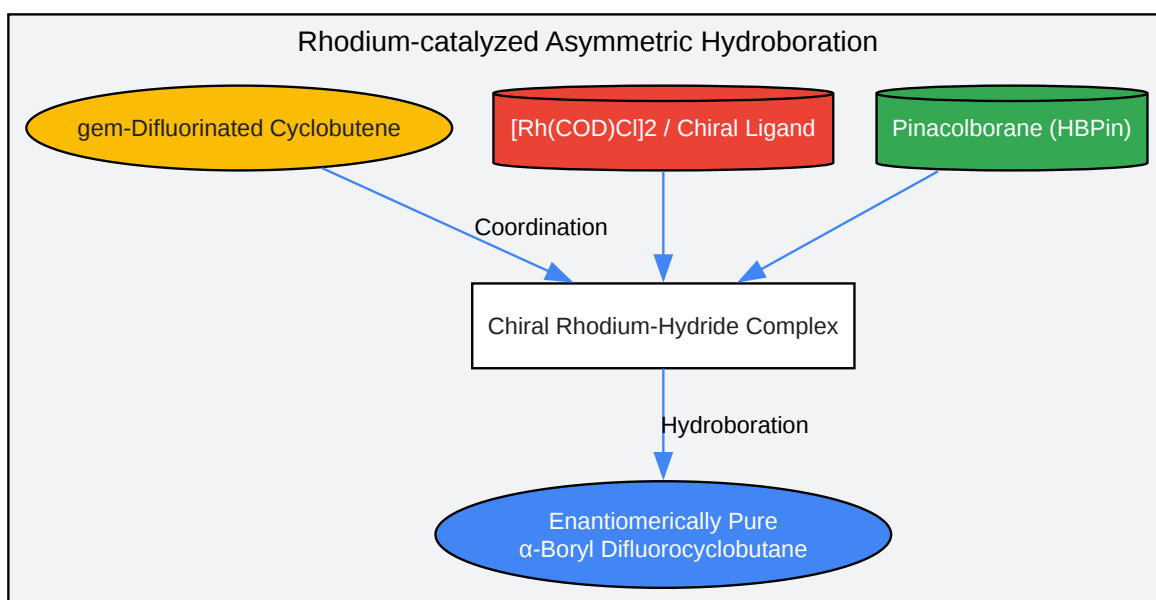 Rhodium-catalyzed Asymmetric Hydroboration
gem-Difluorinated Cyclobutene
[Rh(COD)Cl]2 / Chiral Ligand
Pinacolborane (HBPin)
Coordination
Chiral Rhodium-Hydride Complex
Hydroboration
Enantiomerically Pure
α-Boryl Difluorocyclobutane